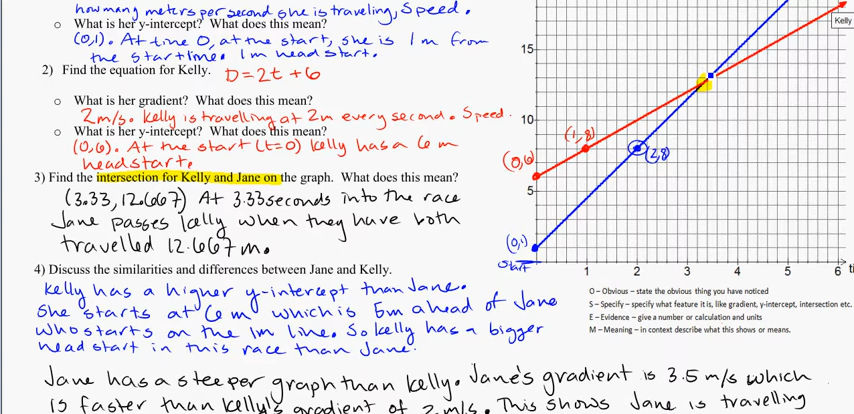 how many meters per second she is traveling, Speed.
o What is her y-intercept? What does this mean?
(0,1). At time 0, at the start, she is 1m from
the startline. 1m head start.
2) Find the equation for Kelly. D=2t+6
o What is her gradient? What does this mean?
2m/s. Kelly is travelling at 2m every second. Speed.
o What is her y-intercept? What does this mean?
(0,6). At the start (t=0) Kelly has a 6m
headstart.
3) Find the intersection for Kelly and Jane on the graph. What does this mean?
(3.33, 12.667) At 3.33 seconds into the race
Jane passes Kelly when they have both
travelled 12.667m.
4) Discuss the similarities and differences between Jane and Kelly.
Kelly has a higher y-intercept than Jane.
She starts at 6m which is 5m ahead of Jane
who starts on the 1m line. So Kelly has a bigger
head start in this race than Jane.
Jane has a steeper graph than Kelly. Jane's gradient is 3.5 m/s which
is faster than Kelly's gradient of 2m/s. This shows Jane is travelling
Kelly
15
10
5
(1,8)
(0,6)
(2,8)
(0,1)
Start
1 2 3 4 5 6 ti
O – Obvious – state the obvious thing you have noticed
S – Specify – specify what feature it is, like gradient, y-intercept, intersection etc.
E – Evidence – give a number or calculation and units
M – Meaning – in context describe what this shows or means.